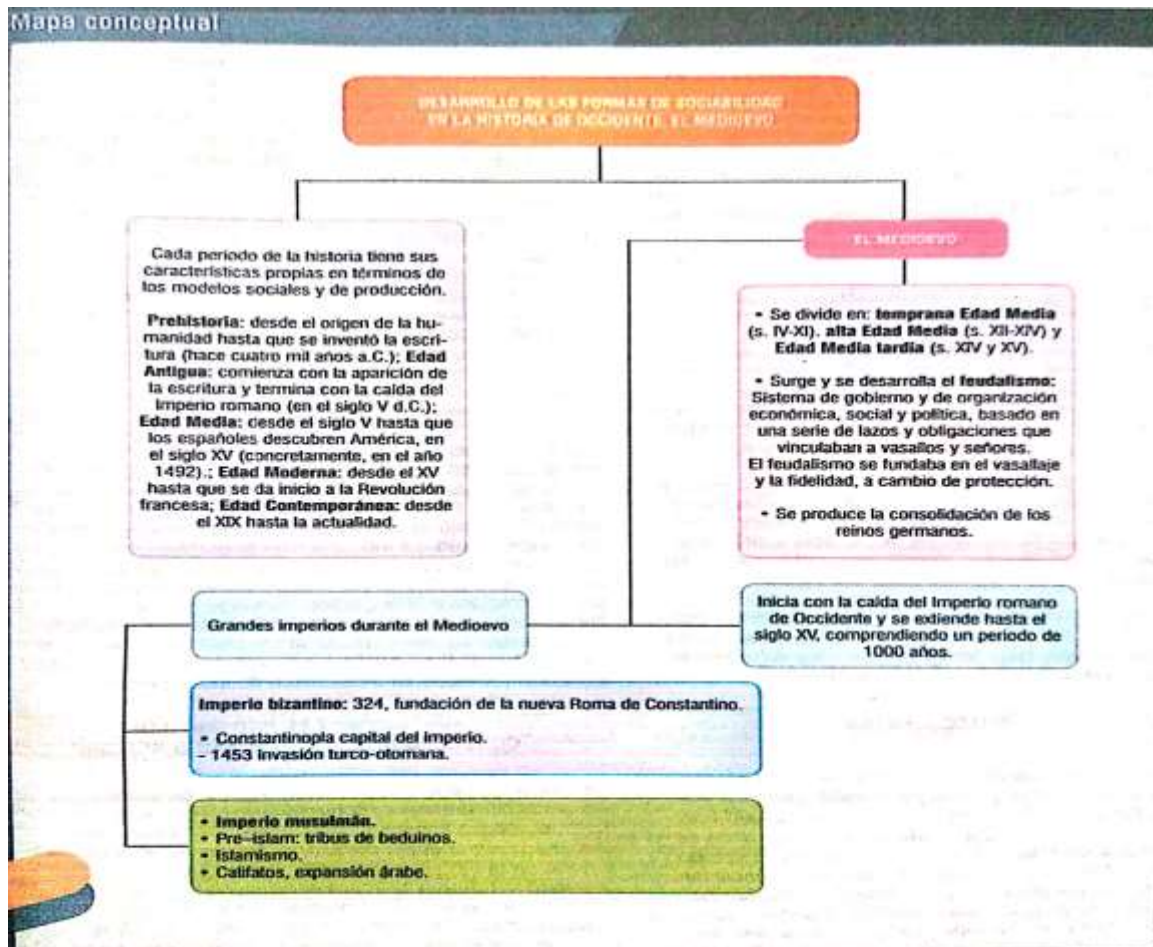 Mapa conceptual
DESARROLLO DE LAS FORMAS DE SOCIABILIDAD
EN LA HISTORIA DE OCCIDENTE, EL MEDIOEVO
Cada periodo de la historia tiene sus
características propias en términos de
los modelos sociales y de producción.
Prehistoria: desde el origen de la hu-
manidad hasta que se inventó la escri-
tura (hace cuatro mil años a.C.); Edad
Antigua: comienza con la aparición de
la escritura y termina con la caída del
Imperio romano (en el siglo V d.C.);
Edad Media: desde el siglo V hasta que
los españoles descubren América, en
el siglo XV (concretamente, en el año
1492).; Edad Moderna: desde el XV
hasta que se da inicio a la Revolución
francesa; Edad Contemporánea: desde
el XIX hasta la actualidad.
EL MEDIOEVO
• Se divide en: temprana Edad Media
(s. IV-XI). alta Edad Media (s. XII-XIV) y
Edad Media tardía (s. XIV y XV).
• Surge y se desarrolla el feudalismo:
Sistema de gobierno y de organización
económica, social y política, basado en
una serie de lazos y obligaciones que
vinculaban a vasallos y señores.
El feudalismo se fundaba en el vasallaje
y la fidelidad, a cambio de protección.
• Se produce la consolidación de los
reinos germanos.
Grandes imperios durante el Medioevo
Inicia con la caída del Imperio romano
de Occidente y se extiende hasta el
siglo XV, comprendiendo un periodo de
1000 años.
Imperio bizantino: 324, fundación de la nueva Roma de Constantino.
• Constantinopla capital del imperio.
– 1453 invasión turco-otomana.
• Imperio musulmán.
• Pre–islam: tribus de beduinos.
• Islamismo.
• Califatos, expansión árabe.